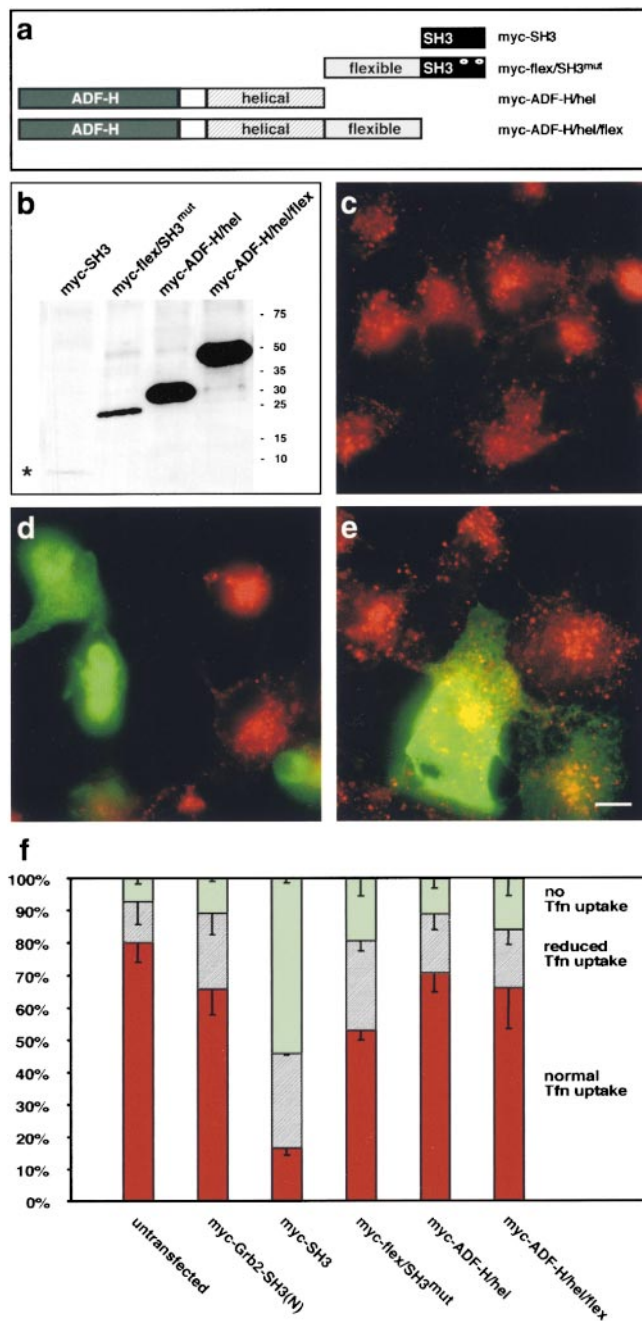 a
SH3 myc-SH3
flexible SH3 myc-flex/SH3mut
ADF-H helical myc-ADF-H/hel
ADF-H helical flexible myc-ADF-H/hel/flex
b
myc-SH3
myc-flex/SH3mut
myc-ADF-H/hel
myc-ADF-H/hel/flex
- 75
- 50
- 35
- 30
- 25
- 15
- 10
*
c
d
e
f
100%
90%
80%
70%
60%
50%
40%
30%
20%
10%
0%
no
Tfn uptake
reduced
Tfn uptake
normal
Tfn uptake
untransfected
myc-Grb2-SH3(N)
myc-SH3
myc-flex/SH3mut
myc-ADF-H/hel
myc-ADF-H/hel/flex